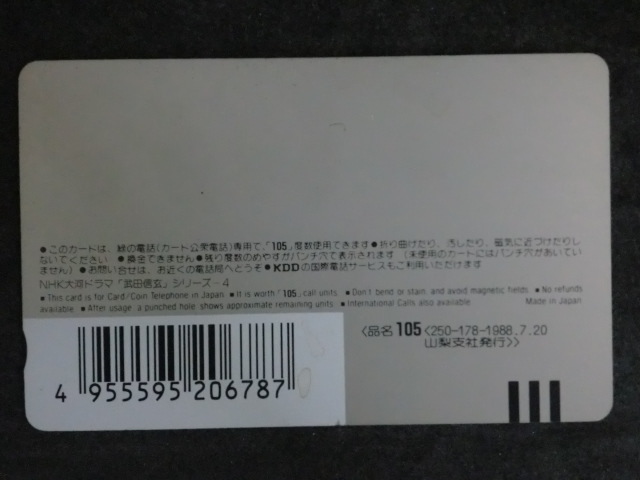 ●このカードは、緑の電話(カード公衆電話)専用で、「105」度数使用できます●折り曲げたり、汚したり、磁気に近づけたりし
ないでください ●換金できません●残り度数のめやすがパンチ穴で表示されます (未使用のカードにはパンチ穴があいてい
ません)●お問い合せは、お近くの電話局へどうぞ ●KDDの国際電話サービスもご利用いただけます
NHK大河ドラマ「武田信玄」シリーズ-4
■This card is for Card/Coin Telephone in Japan ■It is worth「105」call units ■Don't bend or stain, and avoid magnetic fields ■No refunds
available ■After usage a punched hole shows approximate remaining units ■International Calls also available Made in Japan
〈品名 105〈250-178-1988.7.20
山梨支社発行〉〉
4 955595 206787